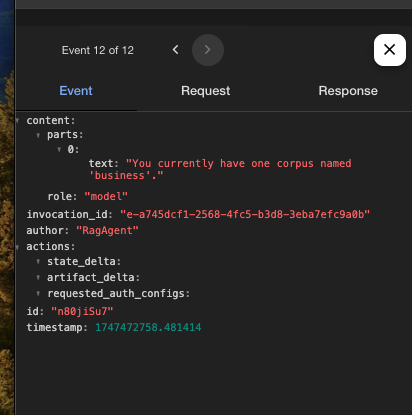 Event 12 of 12
Event Request Response
content:
parts:
0:
text: "You currently have one corpus named
'business'."
role: "model"
invocation_id: "e-a745dcf1-2568-4fc5-b3d8-3eba7efc9a0b"
author: "RagAgent"
actions:
state_delta:
artifact_delta:
requested_auth_configs:
id: "n80jiSu7"
timestamp: 1747472758.481414